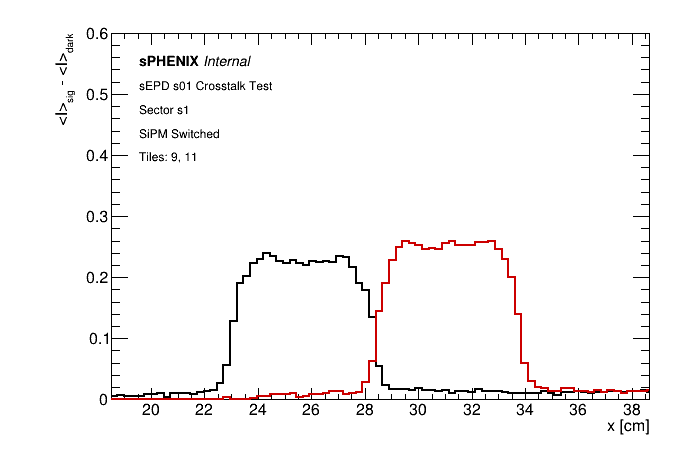 <I>sig - <I>dark
0.6
0.5
0.4
0.3
0.2
0.1
0
sPHENIX Internal
sEPD s01 Crosstalk Test
Sector s1
SiPM Switched
Tiles: 9, 11
20 22 24 26 28 30 32 34 36 38
x [cm]